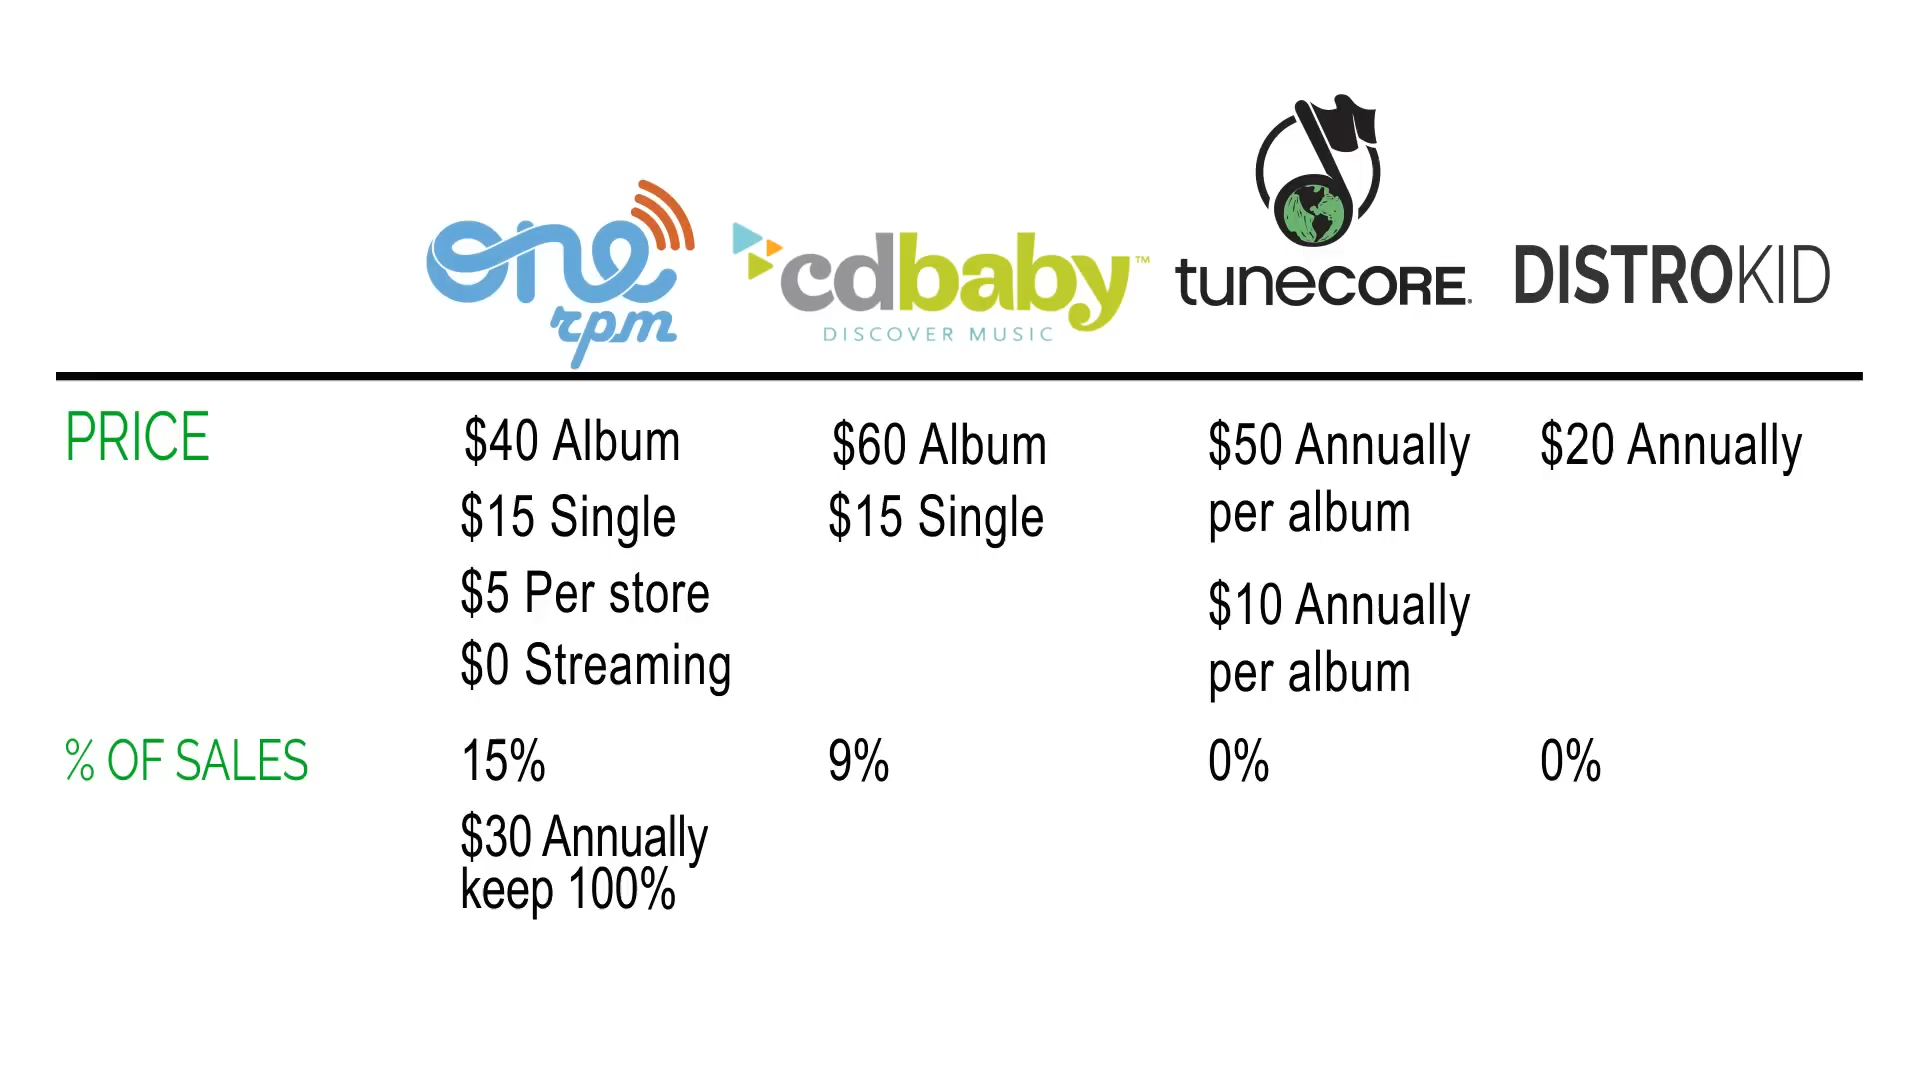 one
rpm
cdbaby™
DISCOVER MUSIC
tunecore.
DISTROKID
PRICE
$40 Album
$15 Single
$5 Per store
$0 Streaming
$60 Album
$15 Single
$50 Annually
per album
$10 Annually
per album
$20 Annually
% OF SALES
15%
$30 Annually
keep 100%
9%
0%
0%